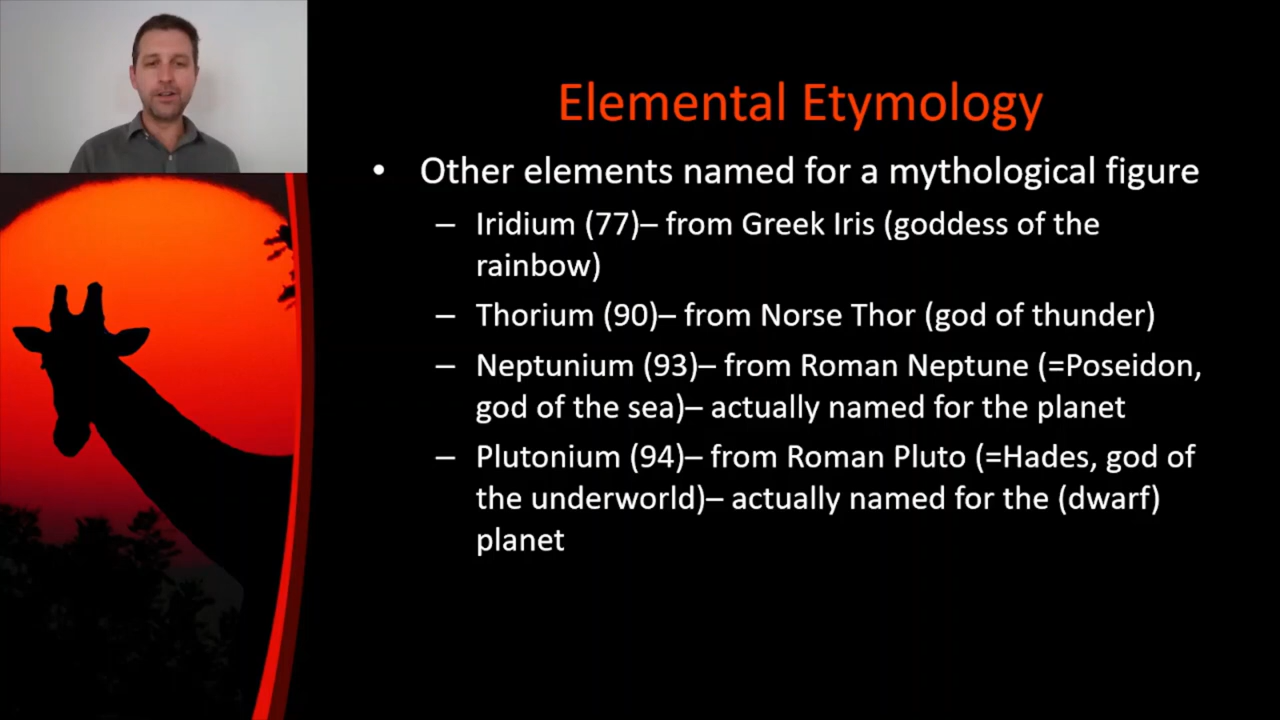 Elemental Etymology
• Other elements named for a mythological figure
– Iridium (77)– from Greek Iris (goddess of the
rainbow)
– Thorium (90)– from Norse Thor (god of thunder)
– Neptunium (93)– from Roman Neptune (=Poseidon,
god of the sea)– actually named for the planet
– Plutonium (94)– from Roman Pluto (=Hades, god of
the underworld)– actually named for the (dwarf)
planet